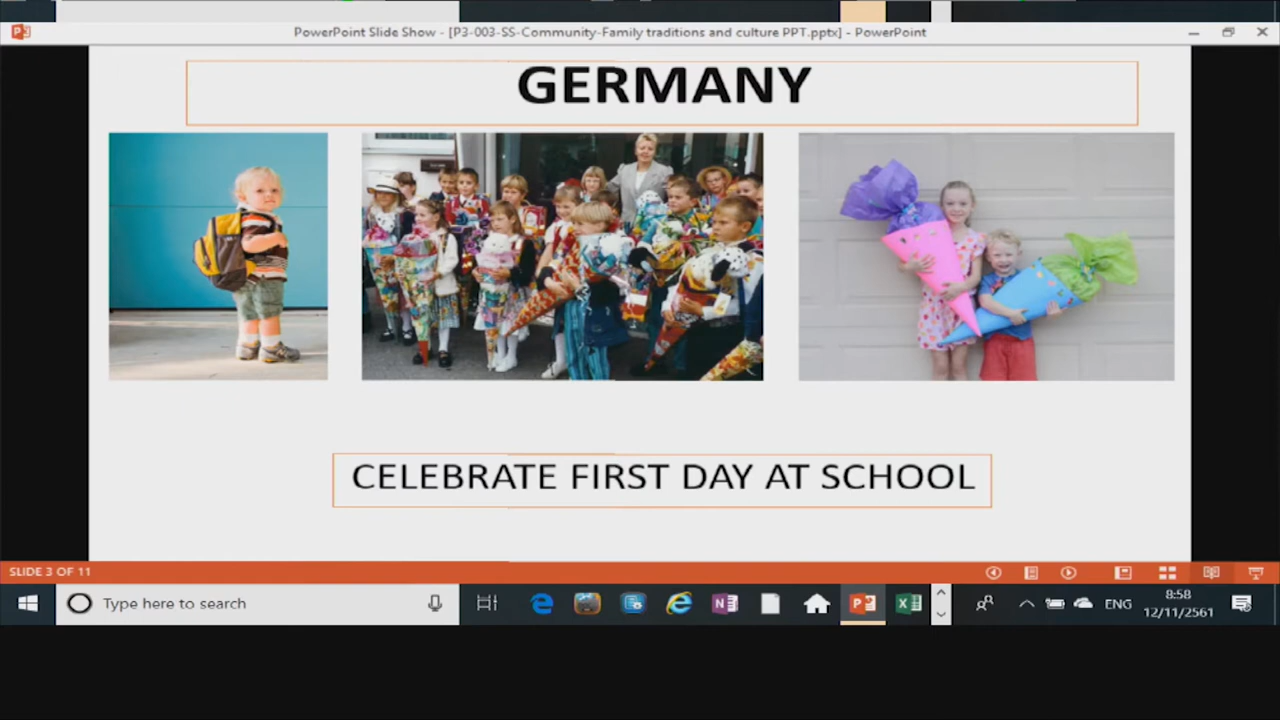 PowerPoint Slide Show - [P3-003-SS-Community-Family traditions and culture PPT.pptx] - PowerPoint
GERMANY
CELEBRATE FIRST DAY AT SCHOOL
SLIDE 3 OF 11
Type here to search
ENG
8:58
12/11/2561